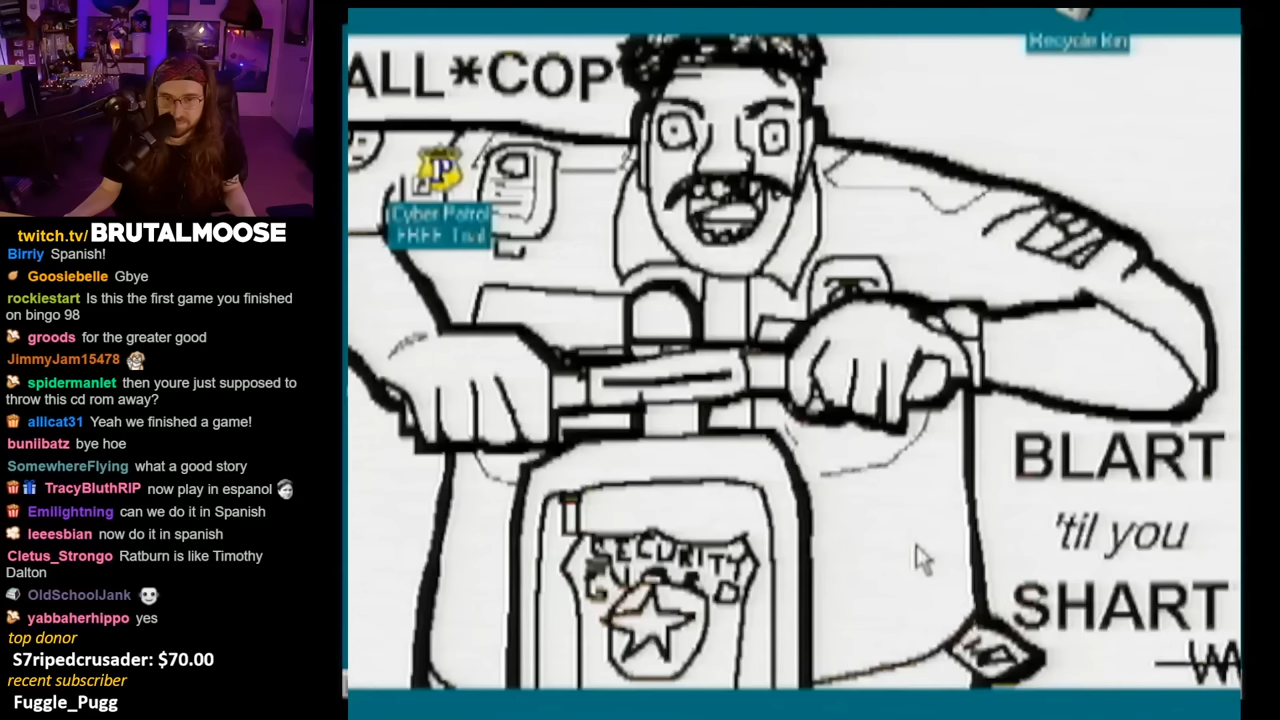 twitch.tv/BRUTALMOOSE
Birriy Spanish!
Goosiebelle Gbye
rockiestart Is this the first game you finished
on bingo 98
groods for the greater good
JimmyJam15478
spidermanlet then youre just supposed to
throw this cd rom away?
allcat31 Yeah we finished a game!
buniibatz bye hoe
SomewhereFlying what a good story
TracyBluthRIP now play in espanol
Emilightning can we do it in Spanish
leeesbian now do it in spanish
Cletus_Strongo Ratburn is like Timothy
Dalton
OldSchoolJank
yabbaherhippo yes
top donor
S7ripedcrusader: $70.00
recent subscriber
Fuggle_Pugg
Recycle Bin
ALL*COP
P
Cyber Patrol
FREE Trial
BLART
'til you
SHART
SECURITY